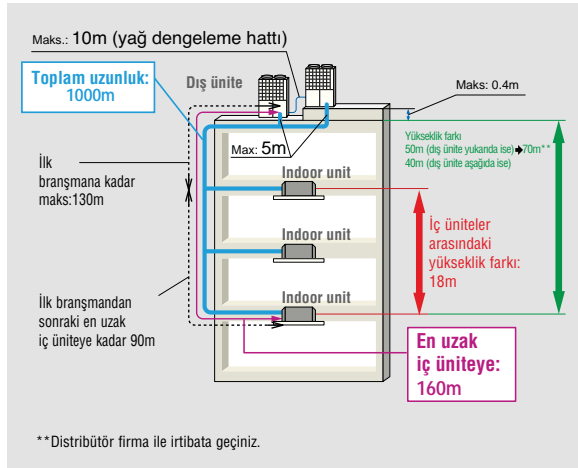 Maks.: 10m (yağ dengeleme hattı)
Toplam uzunluk:
1000m
Dış ünite
Maks: 0.4m
Max: 5m
Yükseklik farkı
50m (dış ünite yukarıda ise)➔70m**
40m (dış ünite aşağıda ise)
İlk
branşmana kadar
maks:130m
Indoor unit
Indoor unit
Indoor unit
İç üniteler
arasındaki
yükseklik farkı:
18m
İlk branşmandan
sonraki en uzak
iç üniteye kadar 90m
En uzak
iç üniteye:
160m
**Distribütör firma ile irtibata geçiniz.